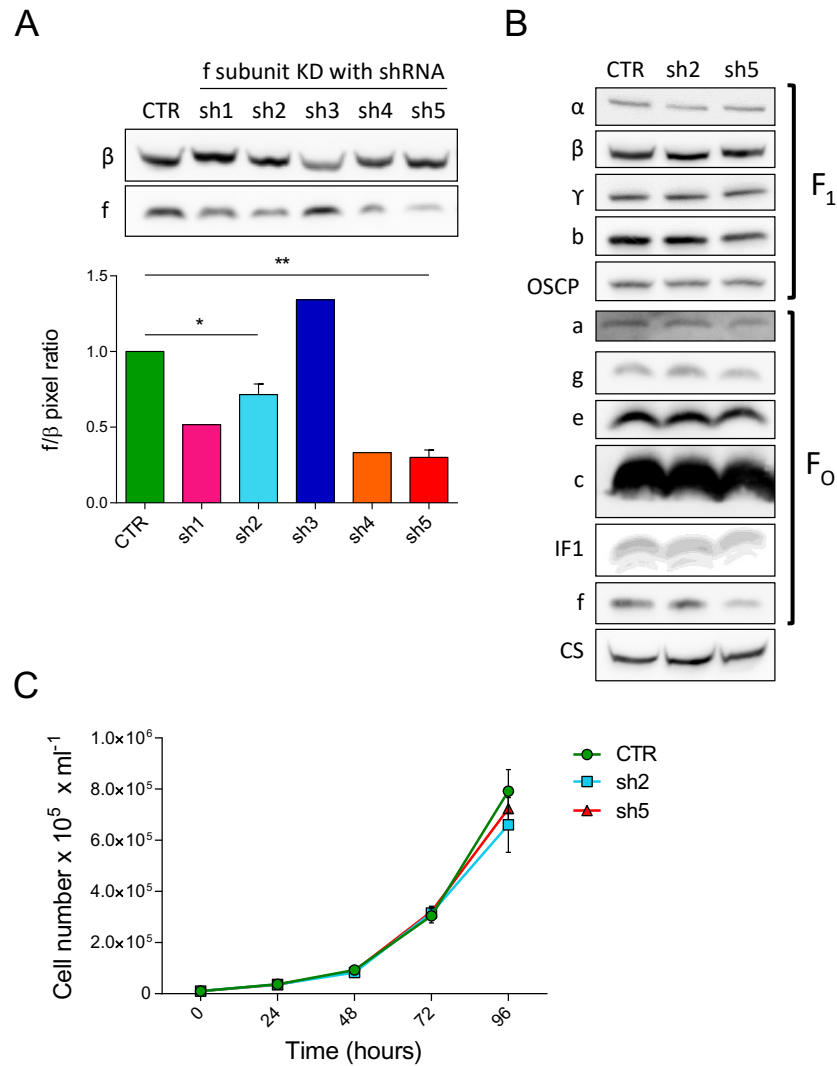 A
f subunit KD with shRNA
CTR sh1 sh2 sh3 sh4 sh5
β
f
**
*
1.5
1.0
0.5
0.0
f/β pixel ratio
CTR sh1 sh2 sh3 sh4 sh5
B
CTR sh2 sh5
α
β
ϒ
b
OSCP
F1
a
g
e
c
IF1
f
FO
CS
C
1.0×10⁶
8.0×10⁵
6.0×10⁵
4.0×10⁵
2.0×10⁵
0
Cell number x 10⁵ x ml⁻¹
0 24 48 72 96
Time (hours)
CTR
sh2
sh5